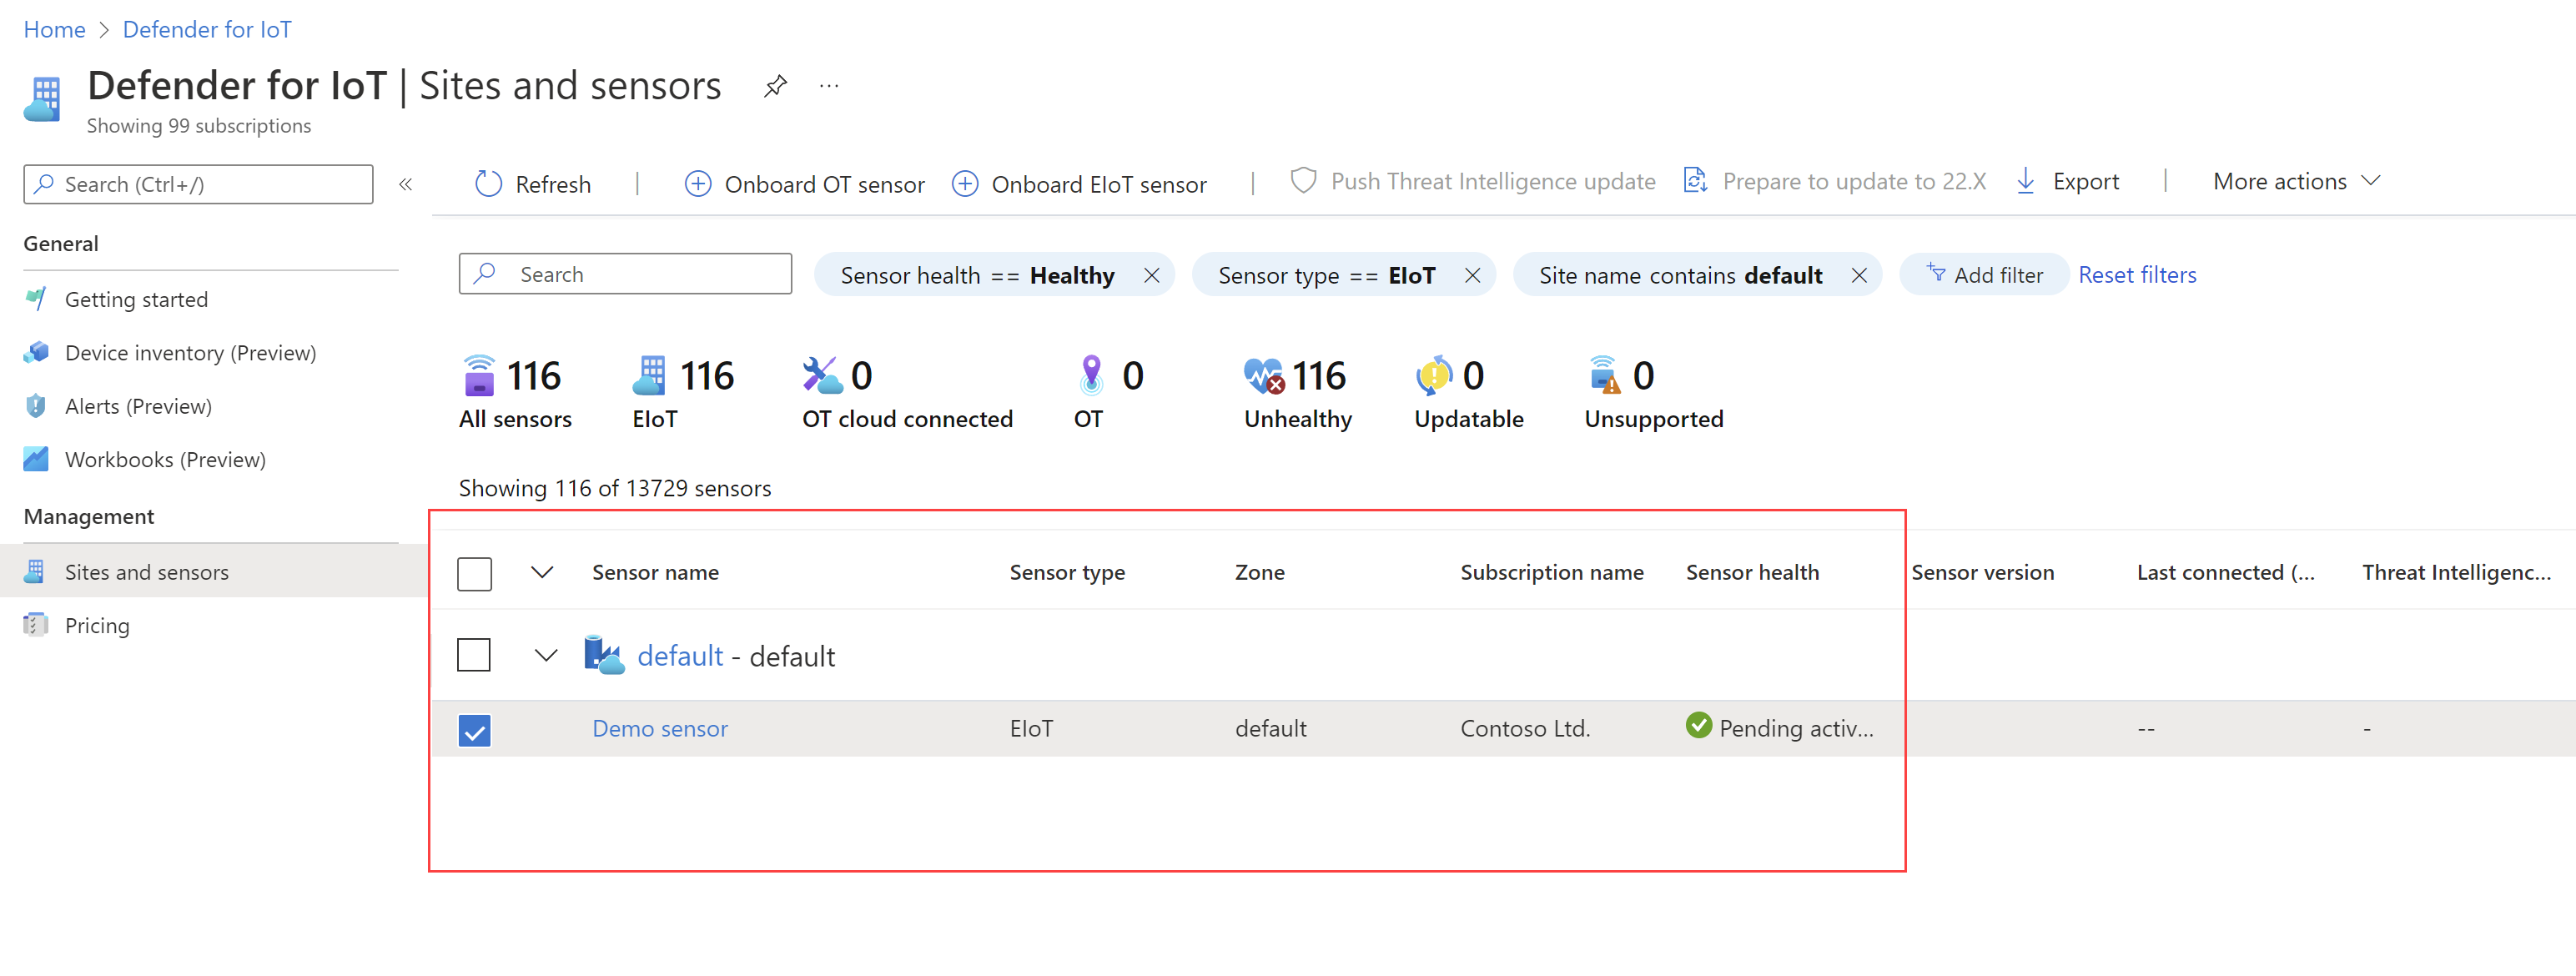 Home > Defender for IoT
Defender for IoT | Sites and sensors ...
Showing 99 subscriptions
Search (Ctrl+/) «
General
Getting started
Device inventory (Preview)
Alerts (Preview)
Workbooks (Preview)
Management
Sites and sensors
Pricing
Refresh | Onboard OT sensor Onboard EIoT sensor | Push Threat Intelligence update Prepare to update to 22.X Export | More actions
Search Sensor health == Healthy Sensor type == EIoT Site name contains default Add filter Reset filters
116 116 0 0 116 0 0
All sensors EIoT OT cloud connected OT Unhealthy Updatable Unsupported
Showing 116 of 13729 sensors
Sensor name Sensor type Zone Subscription name Sensor health Sensor version Last connected (... Threat Intelligenc...
default - default
Demo sensor EIoT default Contoso Ltd. Pending activ... -- -